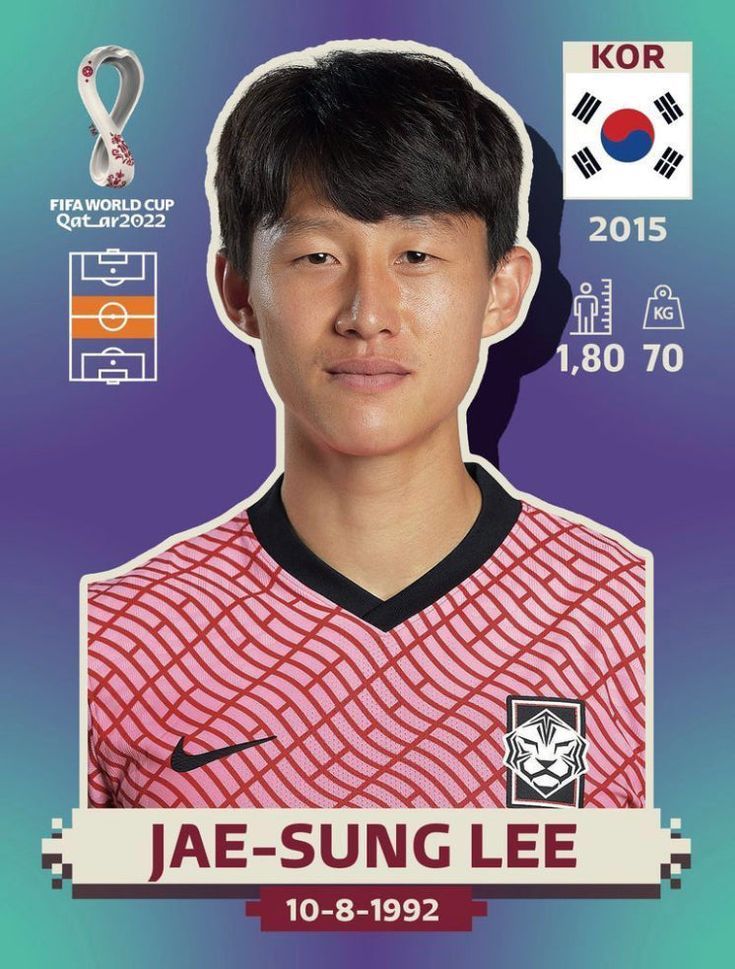 KOR
FIFA WORLD CUP
Qatar2022
2015
KG
1,80 70
JAE-SUNG LEE
10-8-1992